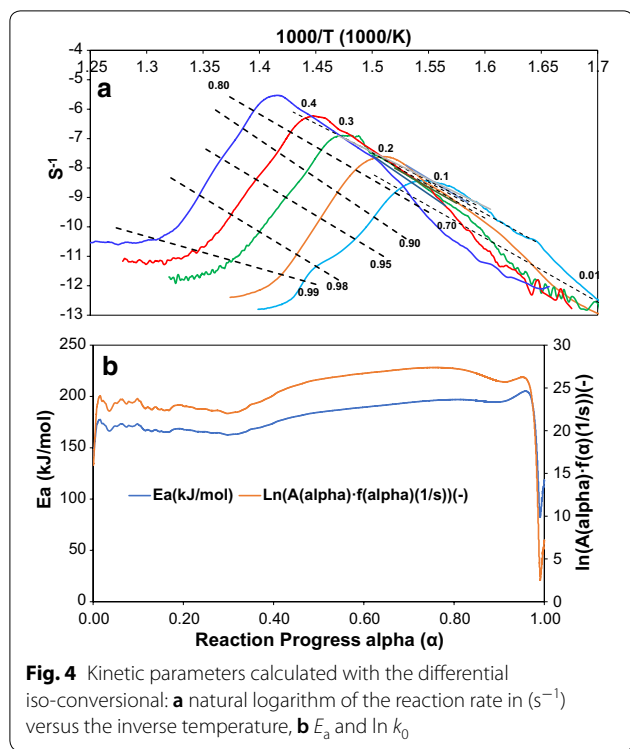 1000/T (1000/K)
-4
1.25 1.3 1.35 1.4 1.45 1.5 1.55 1.6 1.65 1.7
a
-5
0.80
0.4
-6
0.3
-7
0.2
S-1
-8
0.1
-9
0.70
-10
0.90
-11
0.95
0.01
-12
0.98
0.99
-13
b
250
30
200
25
20
150
Ea (kJ/mol)
ln(A(alpha)·f(α)(1/s))(-)
Ea(kJ/mol) Ln(A(alpha)·f(alpha)(1/s))(-)
15
100
10
50
5
0
0
0.00 0.20 0.40 0.60 0.80 1.00
Reaction Progress alpha (α)
Fig. 4 Kinetic parameters calculated with the differential
iso-conversional: a natural logarithm of the reaction rate in (s−1)
versus the inverse temperature, b Ea and ln k0